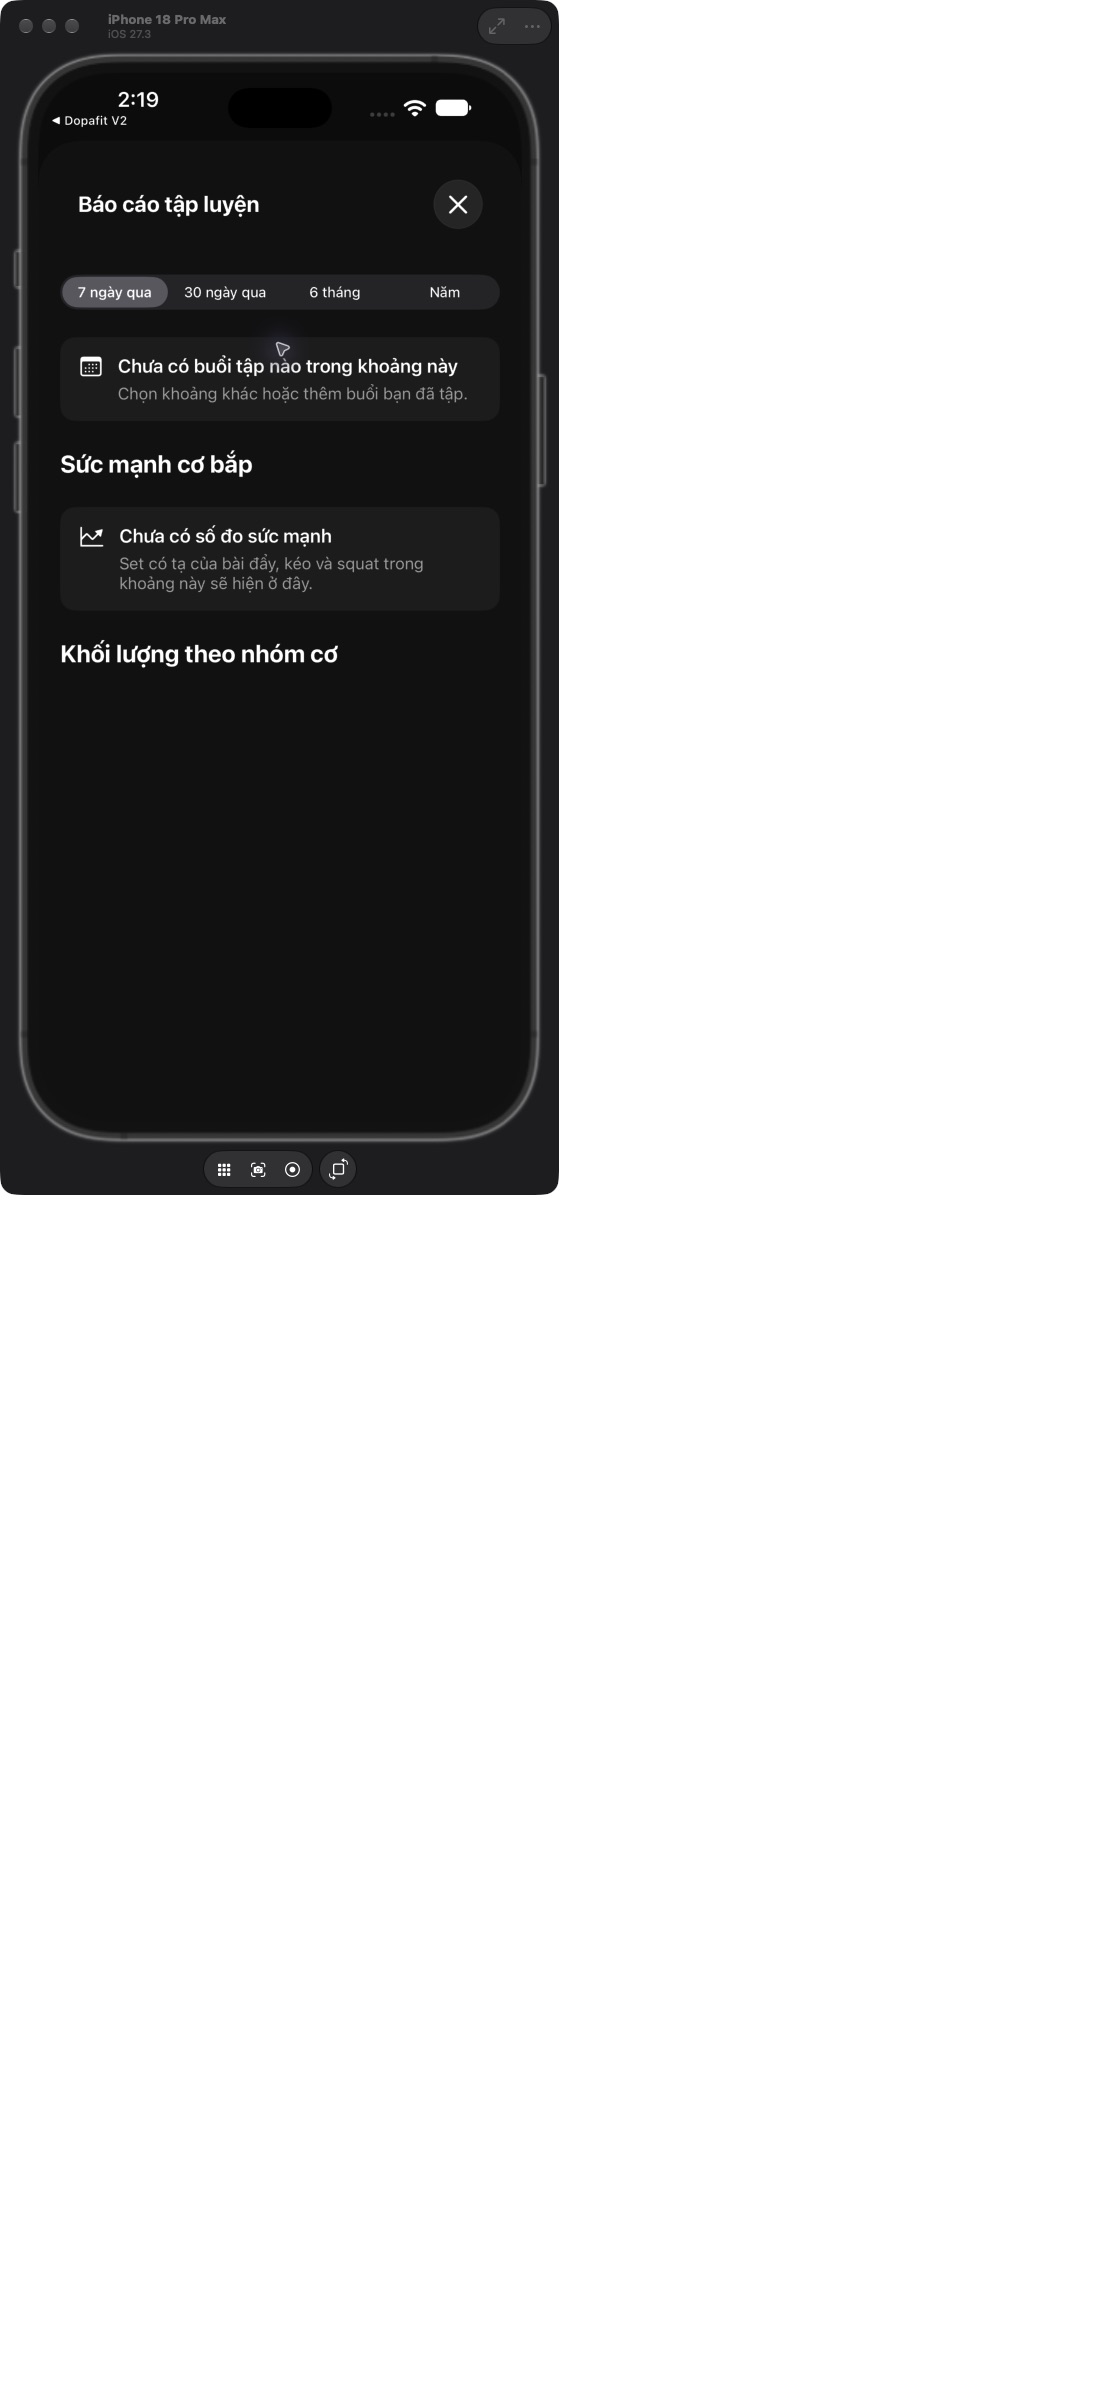 iPhone 18 Pro Max
iOS 27.3
2:19
◀ Dopafit V2
Báo cáo tập luyện
7 ngày qua
30 ngày qua
6 tháng
Năm
Chưa có buổi tập nào trong khoảng này
Chọn khoảng khác hoặc thêm buổi bạn đã tập.
Sức mạnh cơ bắp
Chưa có số đo sức mạnh
Set có tạ của bài đẩy, kéo và squat trong
khoảng này sẽ hiện ở đây.
Khối lượng theo nhóm cơ